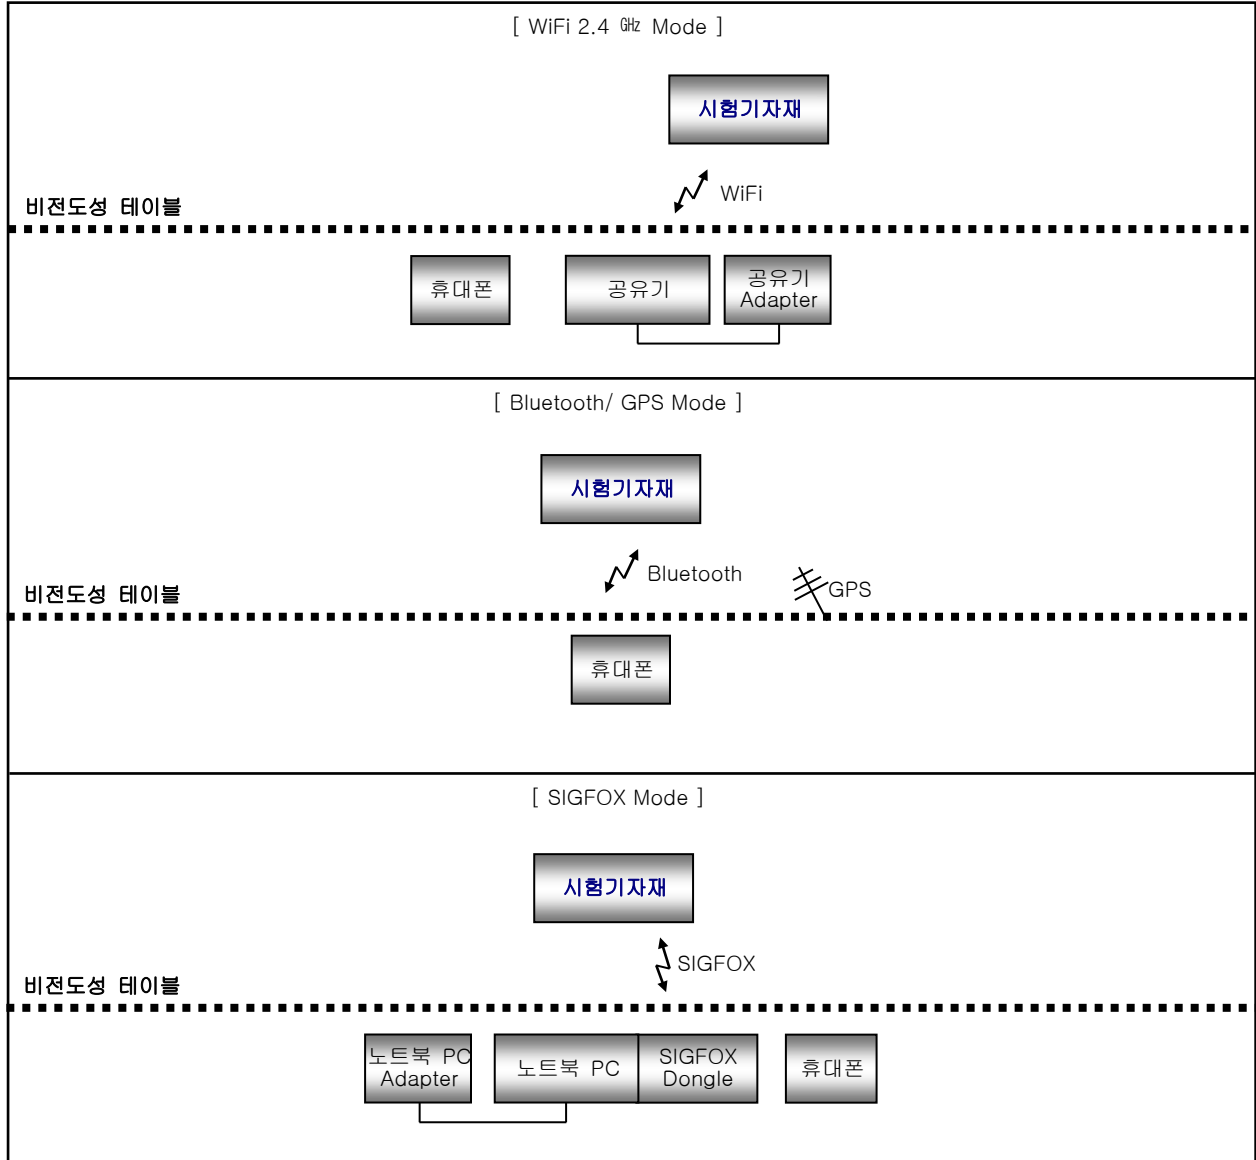 [ WiFi 2.4 ㎓ Mode ]
시험기자재
WiFi
비전도성 테이블
휴대폰
공유기
공유기
Adapter
[ Bluetooth/ GPS Mode ]
시험기자재
Bluetooth
GPS
비전도성 테이블
휴대폰
[ SIGFOX Mode ]
시험기자재
SIGFOX
비전도성 테이블
노트북 PC
Adapter
노트북 PC
SIGFOX
Dongle
휴대폰